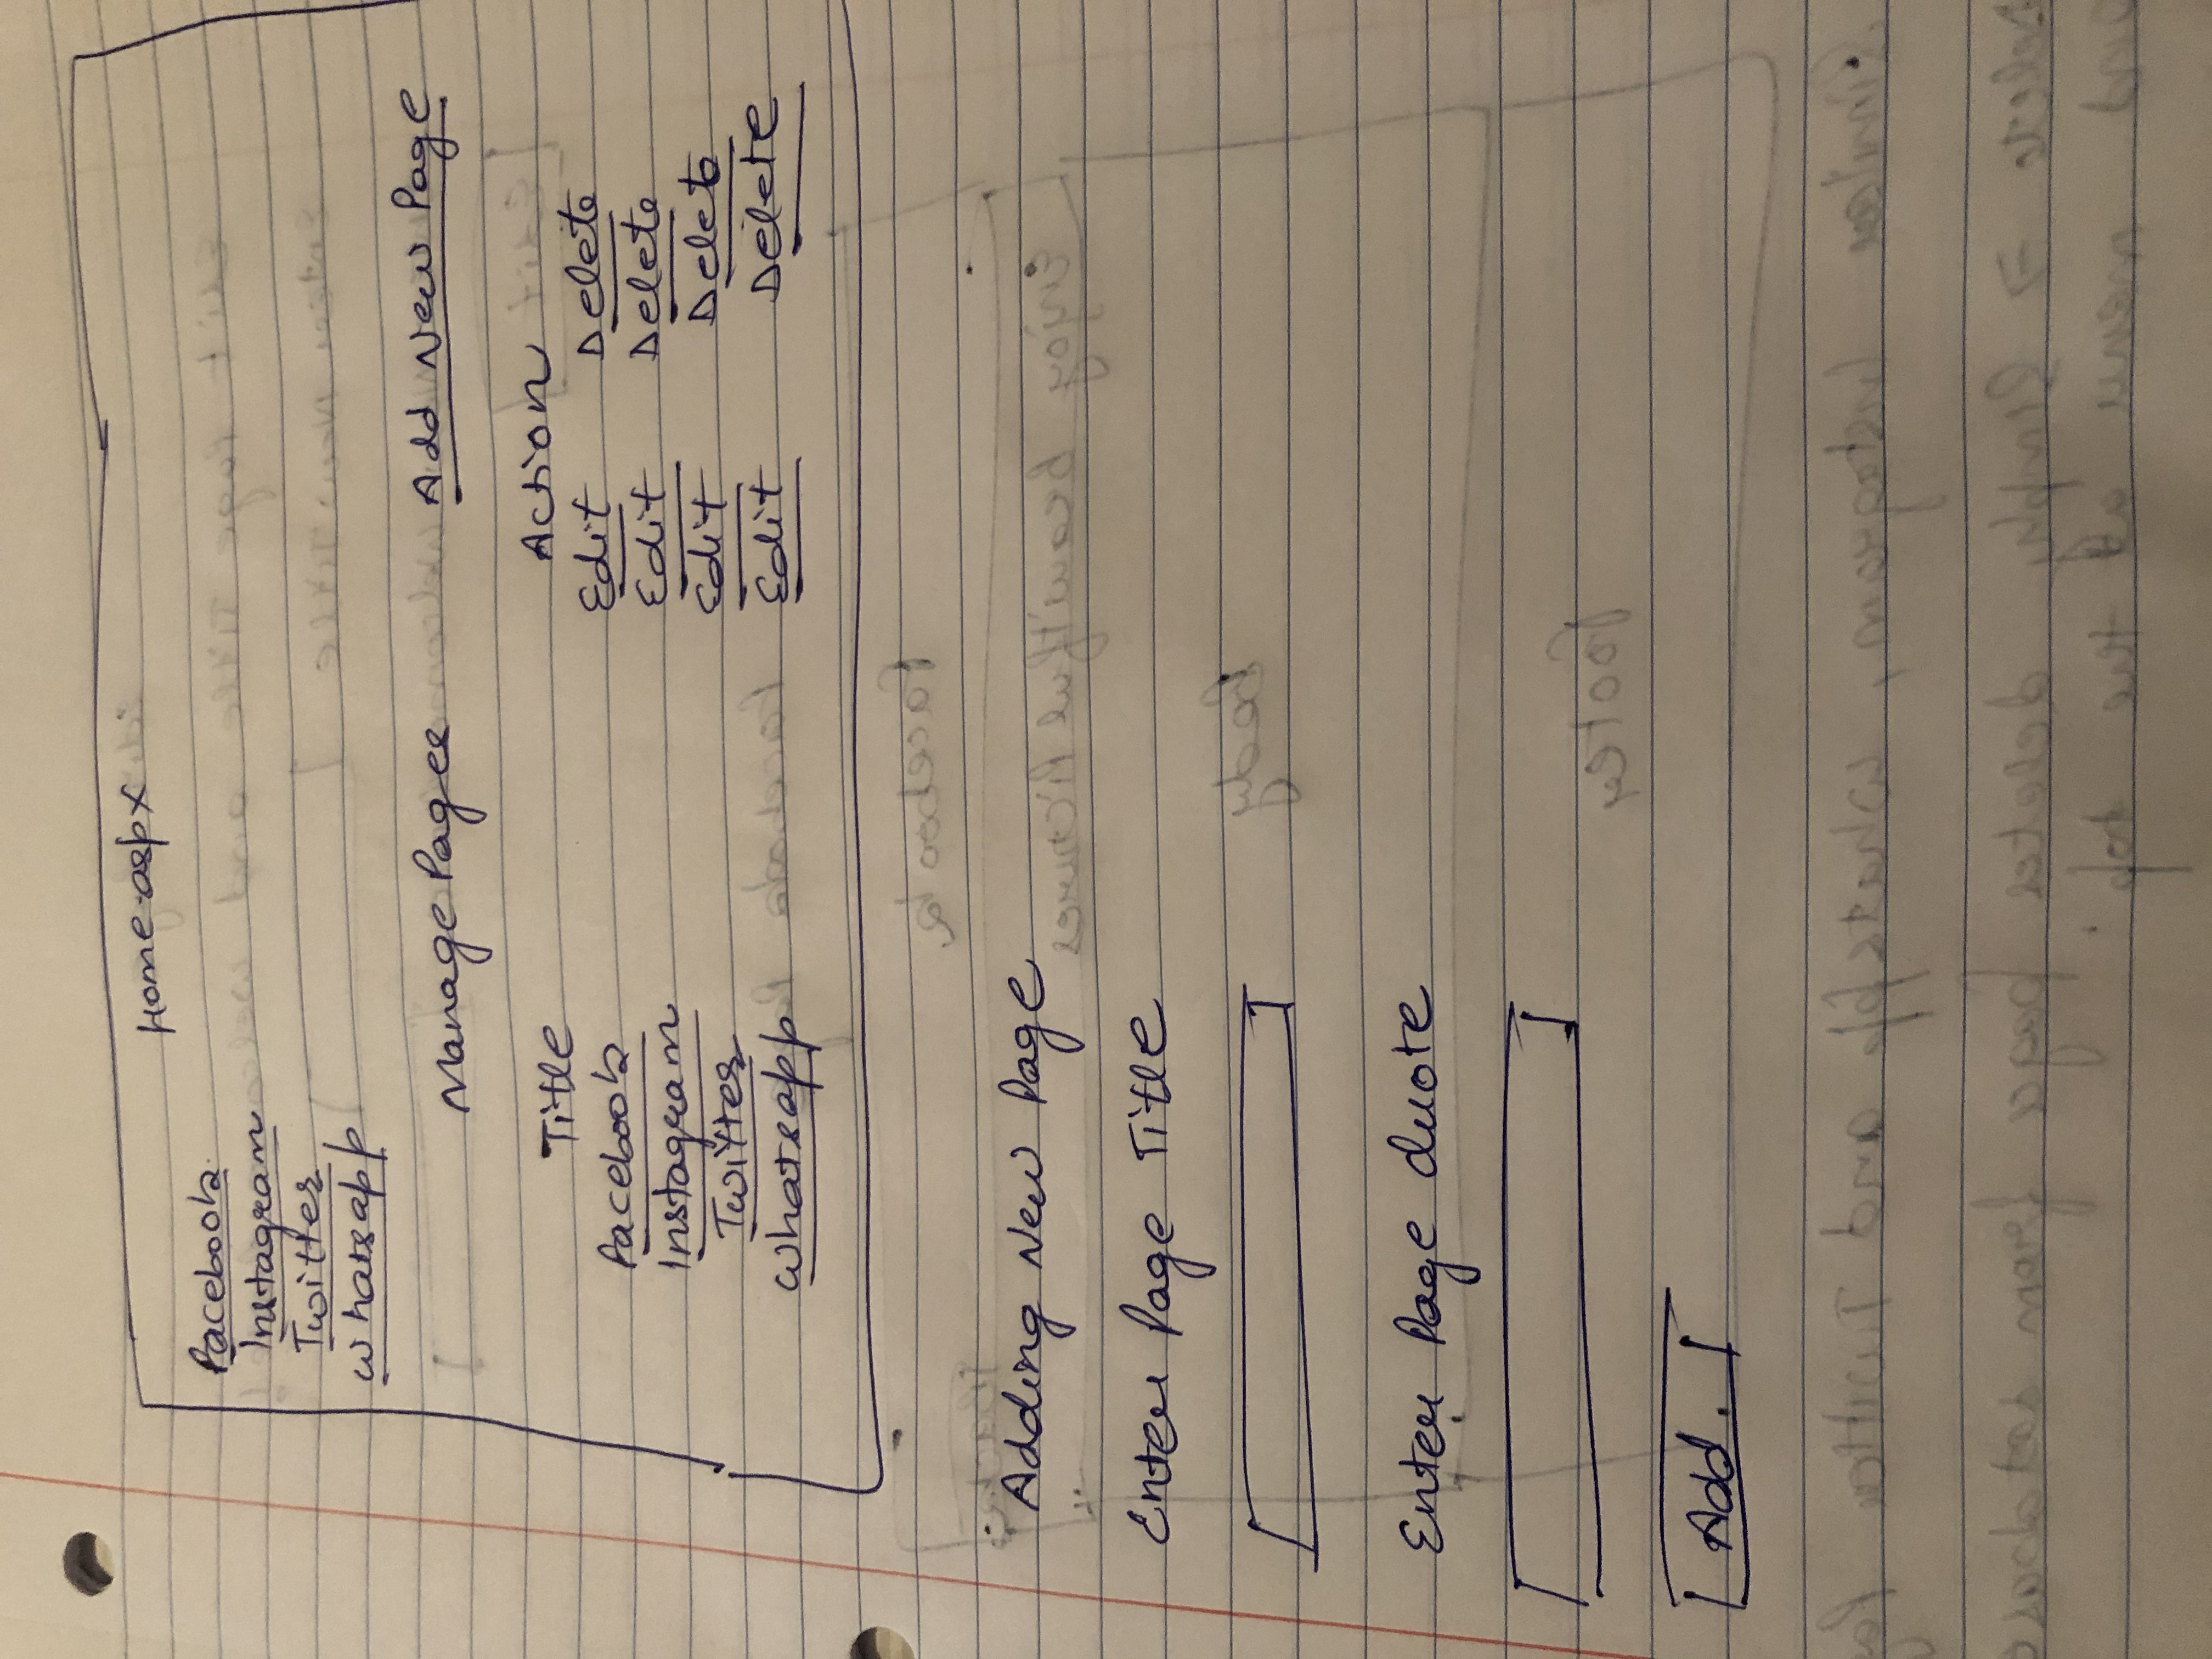 Home.aspx
Facebook
Instagram
Twitter
Whatsapp
Manage Pages Add New Page
Title Action
Facebook Edit Delete
Instagram Edit Delete
Twitter Edit Delete
Whatsapp Edit Delete
Adding New Page
Enter Page Title
Enter Page Quote
Add.